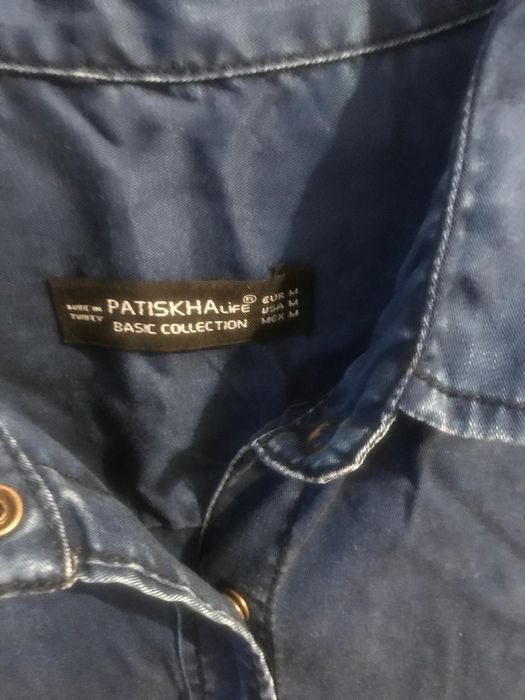 MADE IN
TURKEY
PATISKHA LIFE®
BASIC COLLECTION
EUR M
USA M
MEX M